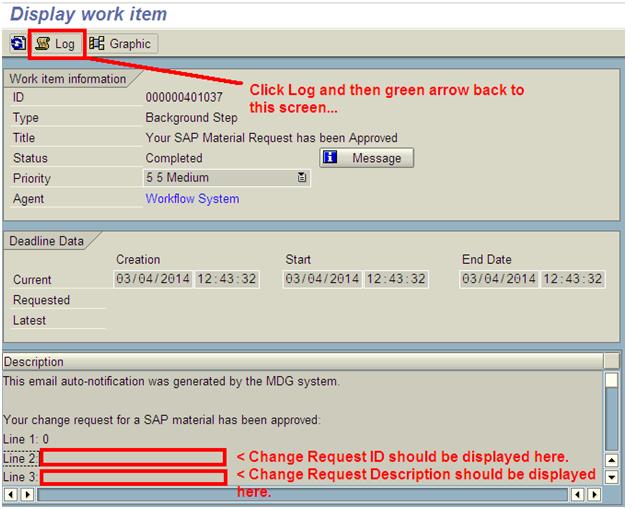 Display work item
Log Graphic
Click Log and then green arrow back to
this screen...
Work item information
ID 000000401037
Type Background Step
Title Your SAP Material Request has been Approved
Status Completed Message
Priority 5 5 Medium
Agent Workflow System
Deadline Data
Creation Start End Date
Current 03/04/2014 12:43:32 03/04/2014 12:43:32 03/04/2014 12:43:32
Requested
Latest
Description
This email auto-notification was generated by the MDG system.
Your change request for a SAP material has been approved:
Line 1: 0
Line 2: < Change Request ID should be displayed here.
Line 3: < Change Request Description should be displayed
here.